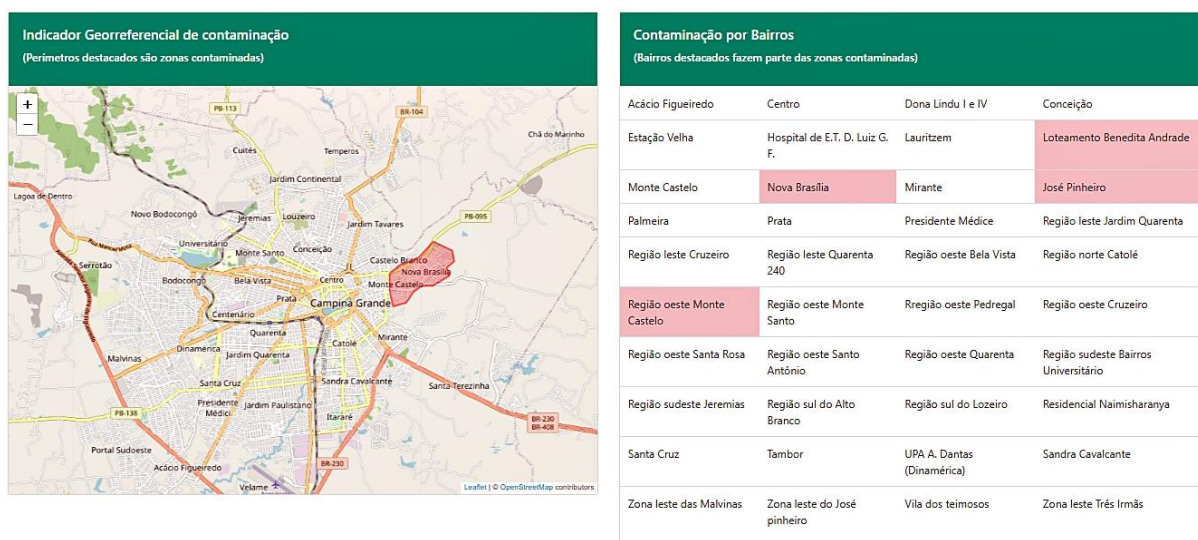 Indicador Georreferencial de contaminação
(Perímetros destacados são zonas contaminadas)
+
−
PB-113
BR-104
Chã do Marinho
Cuités
Temperos
Jardim Continental
Lagoa de Dentro
Novo Bodocongó
Jeremias
Louzeiro
PB-095
Jardim Tavares
Rua Manoel Mota
Universitário
Monte Santo
Conceição
Serrotão
Castelo Branco
Nova Brasília
Bodocongó
Bela Vista
Centro
Monte Castelo
Prata
Campina Grande
Centenário
Quarenta
Mirante
Catolé
Dinamérica
Jardim Quarenta
Malvinas
Santa Cruz
Sandra Cavalcante
Santa Terezinha
Presidente
Médici
Jardim Paulistano
PB-138
Itararé
BR-230
BR-408
Portal Sudoeste
Acácio Figueiredo
BR-230
Velame
Leaflet | © OpenStreetMap contributors
Contaminação por Bairros
(Bairros destacados fazem parte das zonas contaminadas)
Acácio Figueiredo Centro Dona Lindu I e IV Conceição
Estação Velha Hospital de E.T. D. Luiz G. Lauritzem Loteamento Benedita Andrade
F.
Monte Castelo Nova Brasília Mirante José Pinheiro
Palmeira Prata Presidente Médice Região leste Jardim Quarenta
Região leste Cruzeiro Região leste Quarenta Região oeste Bela Vista Região norte Catolé
240
Região oeste Monte Região oeste Monte Rregião oeste Pedregal Região oeste Cruzeiro
Castelo Santo
Região oeste Santa Rosa Região oeste Santo Região oeste Quarenta Região sudeste Bairros
Antônio Universitário
Região sudeste Jeremias Região sul do Alto Região sul do Lozeiro Residencial Naimisharanya
Branco
Santa Cruz Tambor UPA A. Dantas Sandra Cavalcante
(Dinamérica)
Zona leste das Malvinas Zona leste do José Vila dos teimosos Zona leste Três Irmãs
pinheiro